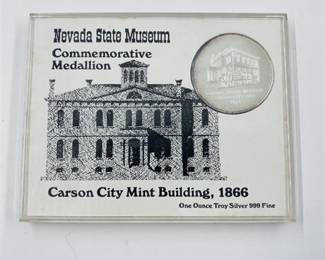 Nevada State Museum
Commemorative
Medallion
Carson City Mint Building, 1866
One Ounce Troy Silver 999 Fine